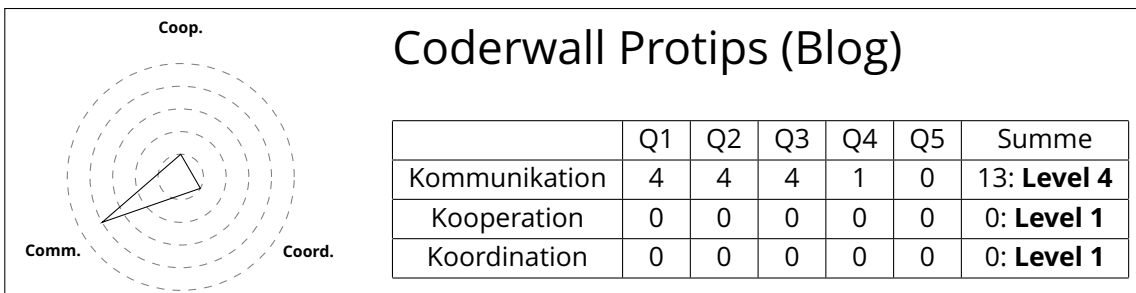 Coop.
Comm.
Coord.
Coderwall Protips (Blog)
Q1 Q2 Q3 Q4 Q5 Summe
Kommunikation 4 4 4 1 0 13: Level 4
Kooperation 0 0 0 0 0 0: Level 1
Koordination 0 0 0 0 0 0: Level 1